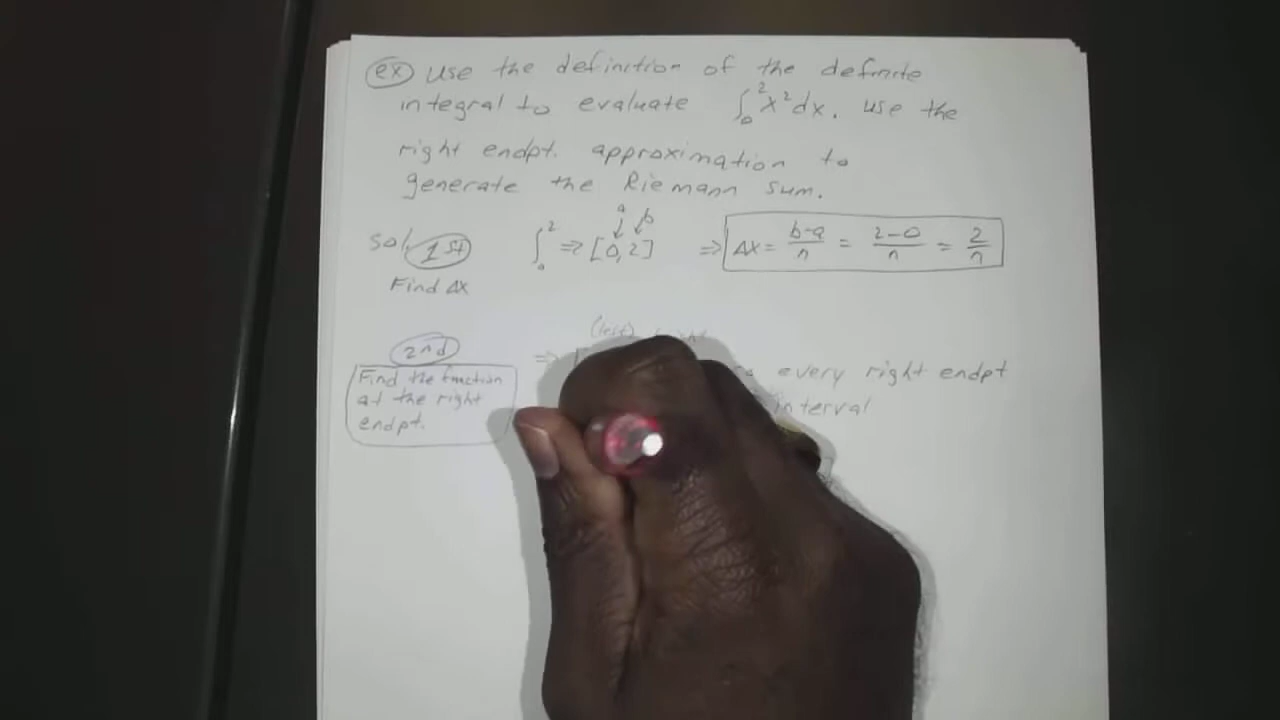 ex Use the definition of the definite
integral to evaluate ∫₀² x² dx. Use the
right endpt. approximation to
generate the Riemann sum.
a b
sol 1st ∫₀² ⇒ [0,2] ⇒ Δx = b-a/n = 2-0/n = 2/n
Find Δx
(left)
2nd ⇒ [
Find the function every right endpt
at the right interval
endpt.